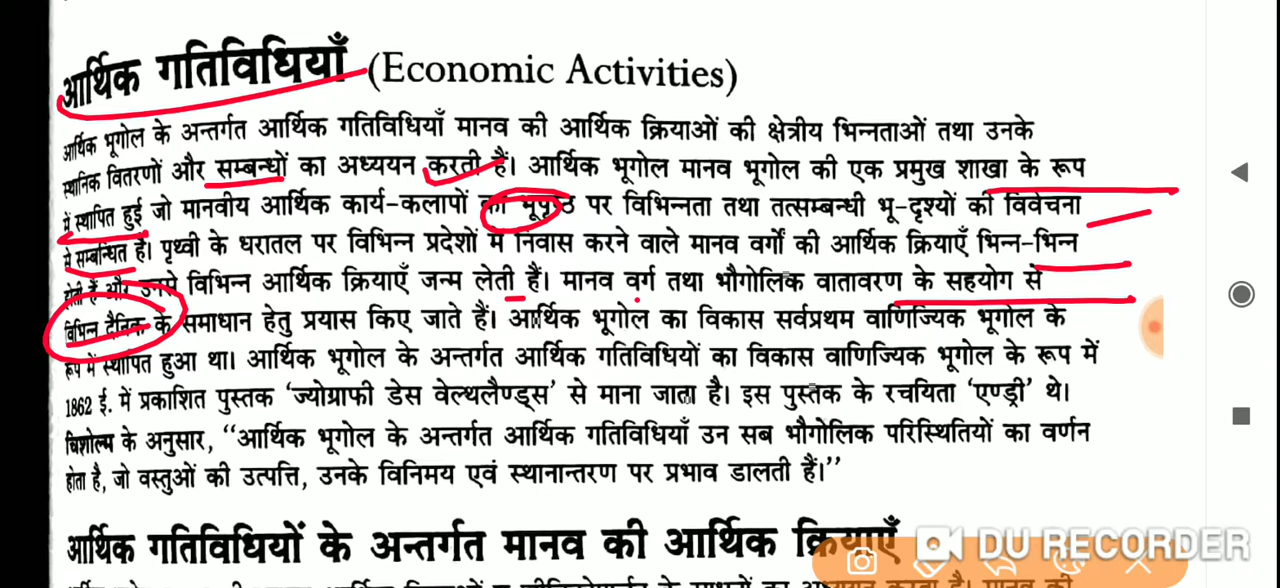 आर्थिक गतिविधियाँ (Economic Activities)
आर्थिक भूगोल के अन्तर्गत आर्थिक गतिविधियाँ मानव की आर्थिक क्रियाओं की क्षेत्रीय भिन्नताओं तथा उनके
स्थानिक वितरणों और सम्बन्धों का अध्ययन करती हैं। आर्थिक भूगोल मानव भूगोल की एक प्रमुख शाखा के रूप
में स्थापित हुई जो मानवीय आर्थिक कार्य-कलापों का भूपृष्ठ पर विभिन्नता तथा तत्सम्बन्धी भू-दृश्यों की विवेचना
से सम्बन्धित है। पृथ्वी के धरातल पर विभिन्न प्रदेशों में निवास करने वाले मानव वर्गों की आर्थिक क्रियाएँ भिन्न-भिन्न
होती हैं और उनसे विभिन्न आर्थिक क्रियाएँ जन्म लेती हैं। मानव वर्ग तथा भौगोलिक वातावरण के सहयोग से
विभिन्न दैनिक के समाधान हेतु प्रयास किए जाते हैं। आर्थिक भूगोल का विकास सर्वप्रथम वाणिज्यिक भूगोल के
रूप में स्थापित हुआ था। आर्थिक भूगोल के अन्तर्गत आर्थिक गतिविधियों का विकास वाणिज्यिक भूगोल के रूप में
1862 ई. में प्रकाशित पुस्तक ‘ज्योग्राफी डेस वेल्थलैण्ड्स’ से माना जाता है। इस पुस्तक के रचयिता ‘एण्ड्री’ थे।
चिशोल्म के अनुसार, “आर्थिक भूगोल के अन्तर्गत आर्थिक गतिविधियाँ उन सब भौगोलिक परिस्थितियों का वर्णन
होता है, जो वस्तुओं की उत्पत्ति, उनके विनिमय एवं स्थानान्तरण पर प्रभाव डालती हैं।”
आर्थिक गतिविधियों के अन्तर्गत मानव की आर्थिक क्रियाएँ
DU RECORDER